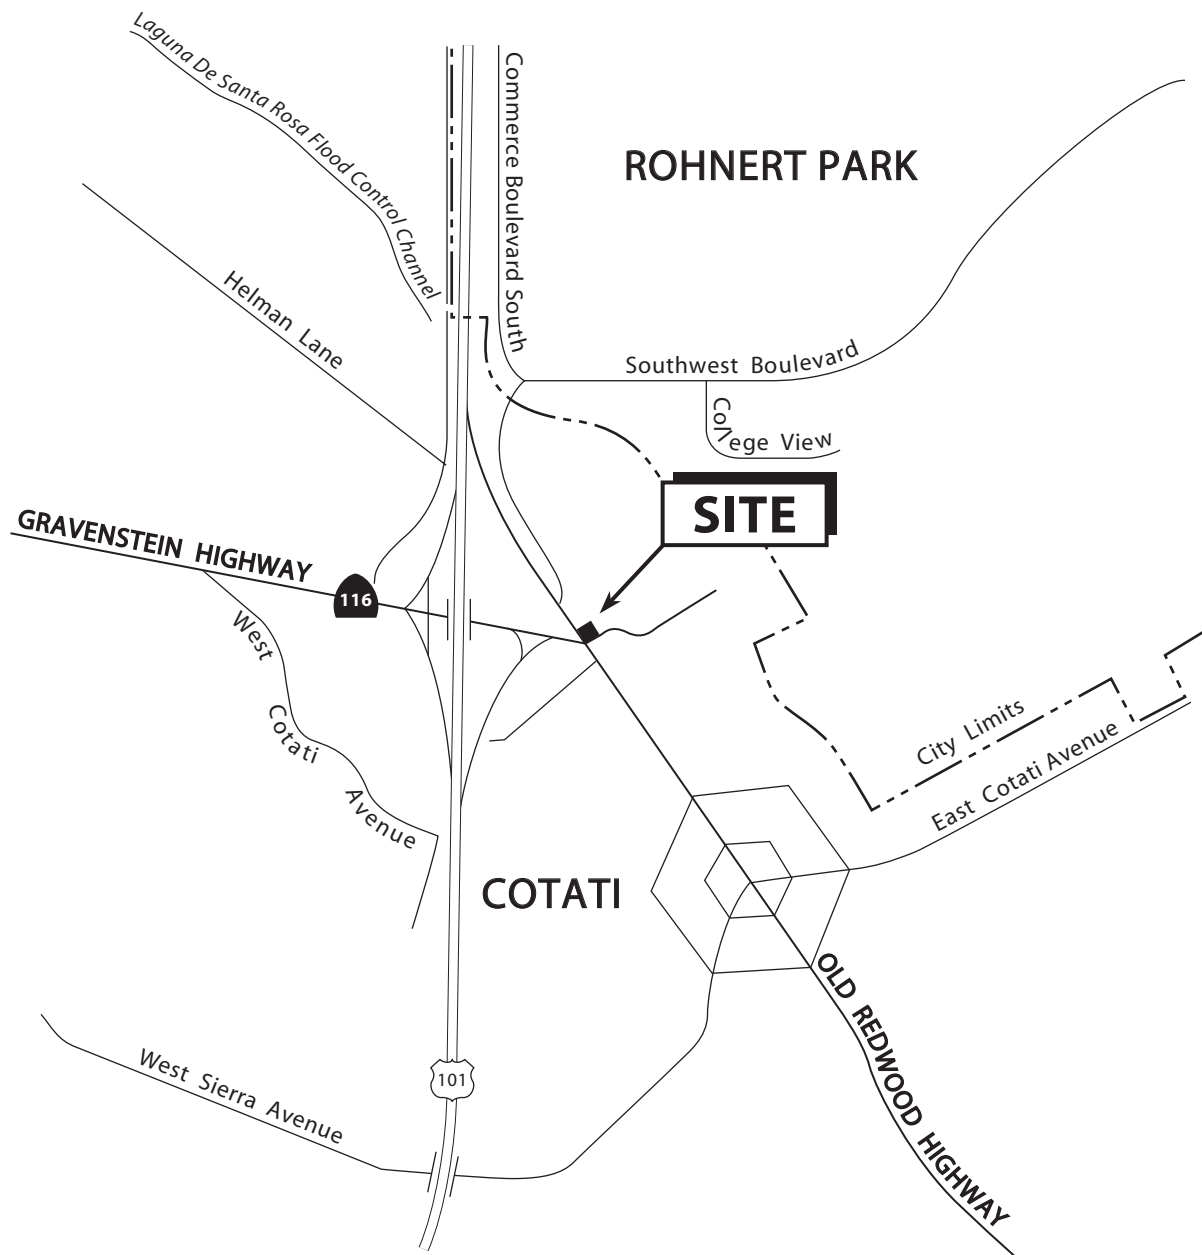 Laguna De Santa Rosa Flood Control Channel
Commerce Boulevard South
ROHNERT PARK
Helman Lane
Southwest Boulevard
College View
SITE
GRAVENSTEIN HIGHWAY
116
West Cotati Avenue
City Limits
East Cotati Avenue
COTATI
OLD REDWOOD HIGHWAY
West Sierra Avenue
101